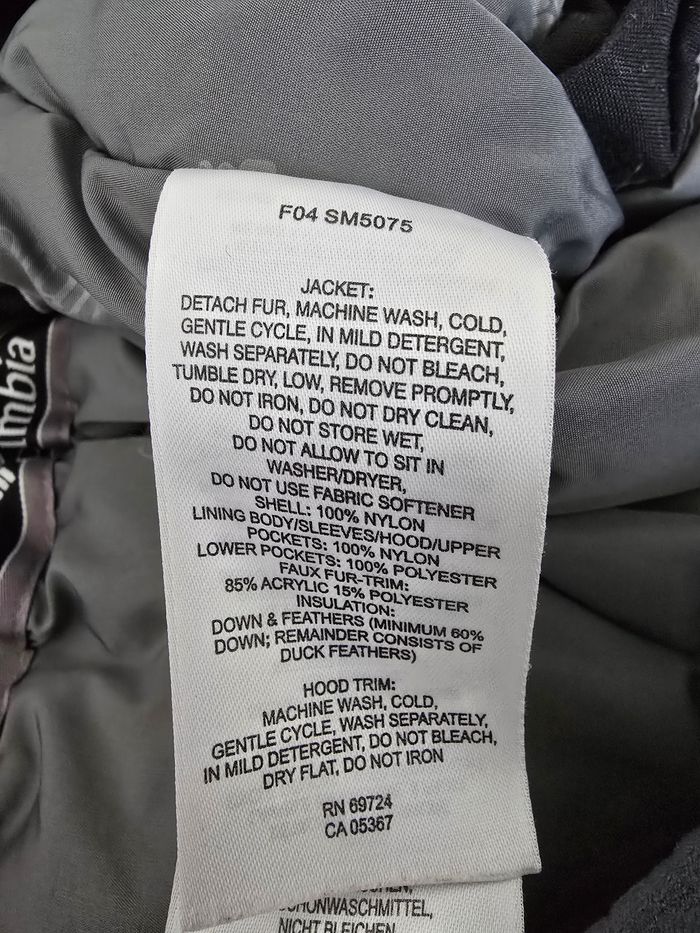 F04 SM5075
JACKET:
DETACH FUR, MACHINE WASH, COLD,
GENTLE CYCLE, IN MILD DETERGENT,
WASH SEPARATELY, DO NOT BLEACH,
TUMBLE DRY, LOW, REMOVE PROMPTLY,
DO NOT IRON, DO NOT DRY CLEAN,
DO NOT STORE WET,
DO NOT ALLOW TO SIT IN
WASHER/DRYER,
DO NOT USE FABRIC SOFTENER
SHELL: 100% NYLON
LINING BODY/SLEEVES/HOOD/UPPER
POCKETS: 100% NYLON
LOWER POCKETS: 100% POLYESTER
FAUX FUR-TRIM:
85% ACRYLIC 15% POLYESTER
INSULATION:
DOWN & FEATHERS (MINIMUM 60%
DOWN; REMAINDER CONSISTS OF
DUCK FEATHERS)
HOOD TRIM:
MACHINE WASH, COLD,
GENTLE CYCLE, WASH SEPARATELY,
IN MILD DETERGENT, DO NOT BLEACH,
DRY FLAT, DO NOT IRON
RN 69724
CA 05367
NICHT BLEICHEN
mbia